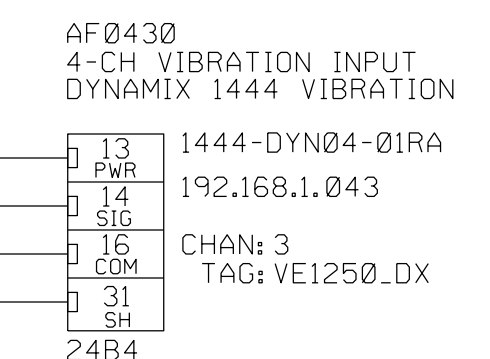 AF0430
4-CH VIBRATION INPUT
DYNAMIX 1444 VIBRATION
13
PWR
14
SIG
16
COM
31
SH
24B4
1444-DYN04-01RA
192.168.1.043
CHAN: 3
TAG: VE1250_DX